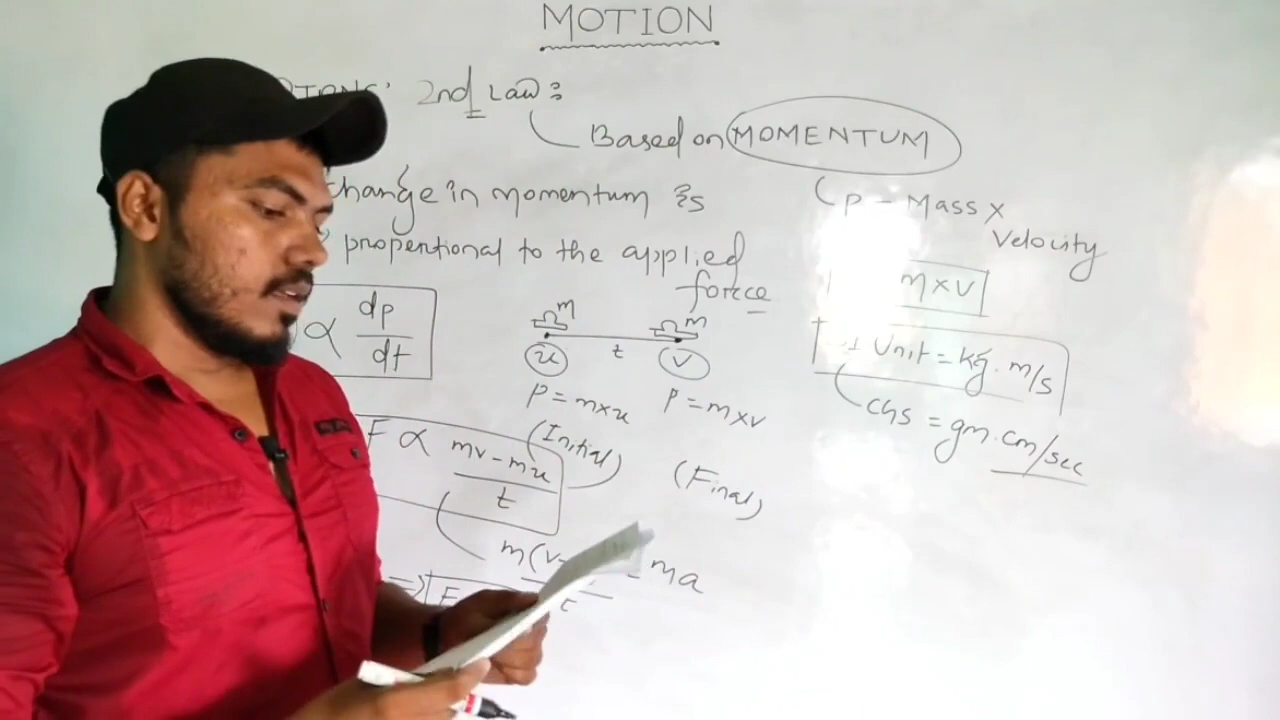 MOTION
2nd Law:
Based on MOMENTUM
change in momentum is
propentional to the applied
force
(P = Mass x
Velocity
m x v
Unit = kg. m/s
CGS = gm. cm/sec
∝ dp/dt
m m
u t v
P = m x u P = m x v
(Initial) (Final)
F ∝ mv - mu / t
m(v-
t
ma
=> F